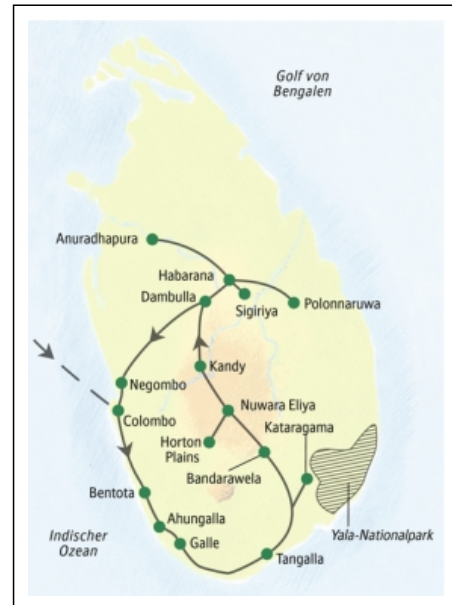 Golf von
Bengalen
Anuradhapura
Habarana
Dambulla
Sigiriya
Polonnaruwa
Kandy
Negombo
Colombo
Nuwara Eliya
Kataragama
Horton
Plains
Bandarawela
Bentota
Ahungalla
Indischer
Ozean
Galle
Tangalla
Yala-Nationalpark